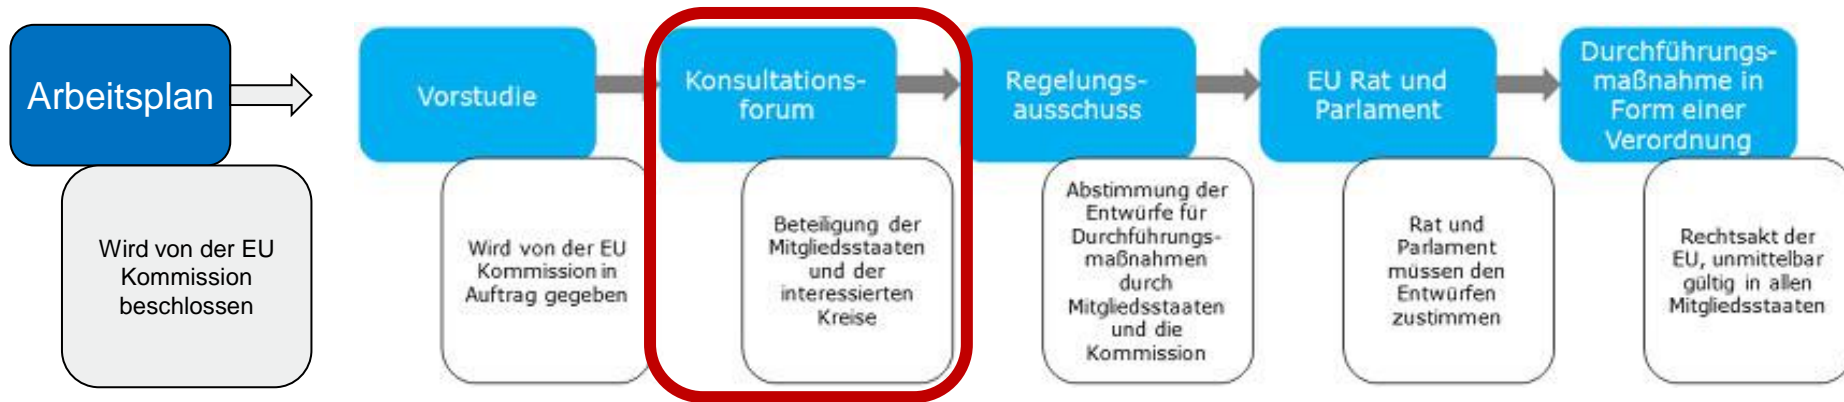 Arbeitsplan
Wird von der EU
Kommission
beschlossen
Vorstudie
Wird von der EU
Kommission in
Auftrag gegeben
Konsultations-
forum
Beteiligung der
Mitgliedsstaaten
und der
interessierten
Kreise
Regelungs-
ausschuss
Abstimmung der
Entwürfe für
Durchführungs-
maßnahmen
durch
Mitgliedsstaaten
und die
Kommission
EU Rat und
Parlament
Rat und
Parlament
müssen den
Entwürfen
zustimmen
Durchführungs-
maßnahme in
Form einer
Verordnung
Rechtsakt der
EU, unmittelbar
gültig in allen
Mitgliedsstaaten